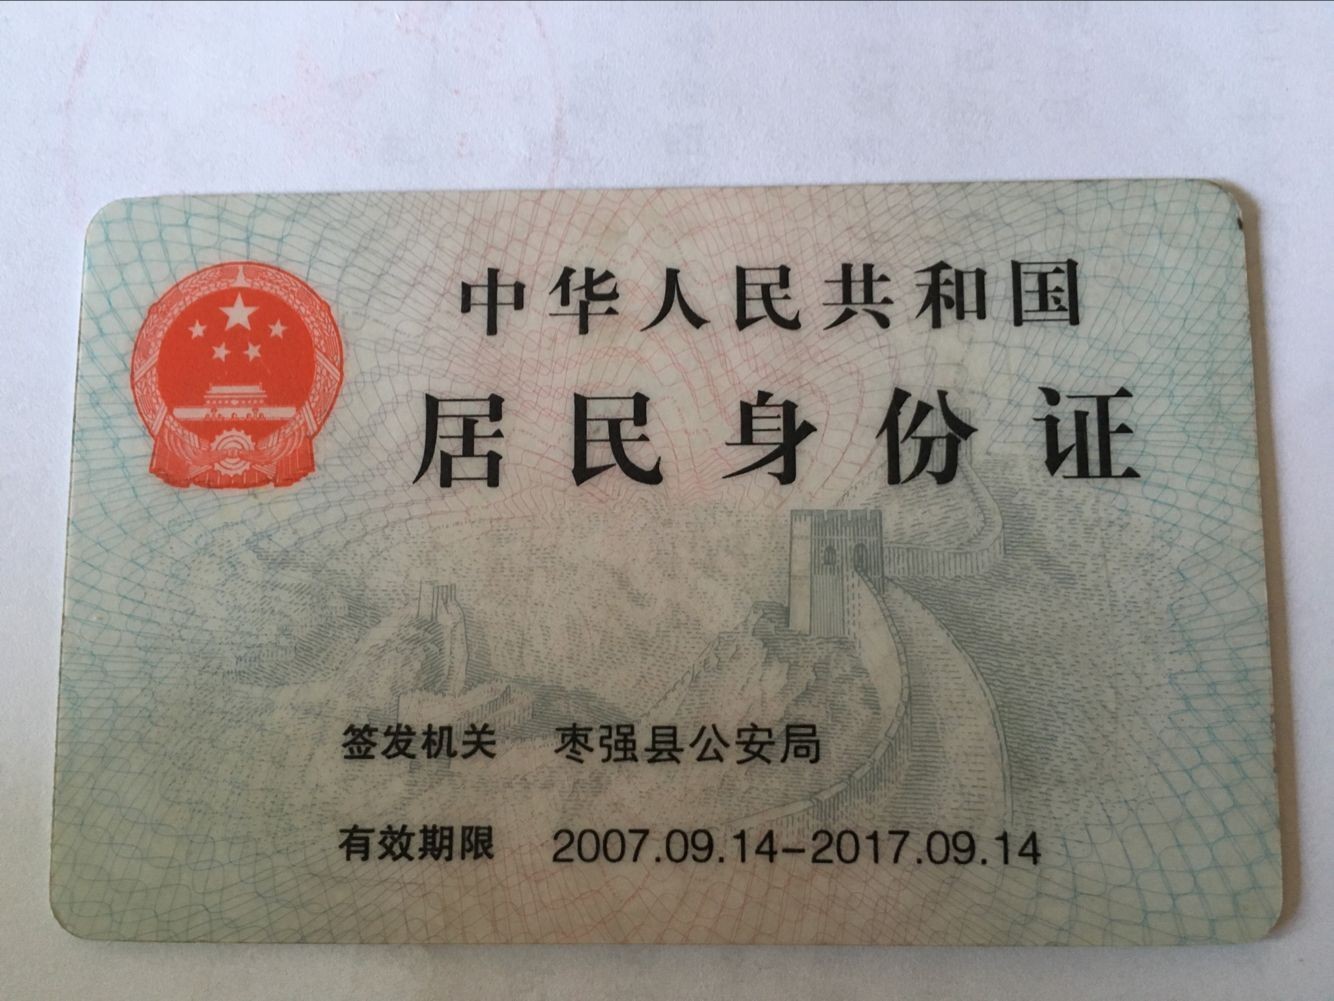 中华人民共和国
居民身份证
签发机关 枣强县公安局
有效期限 2007.09.14-2017.09.14